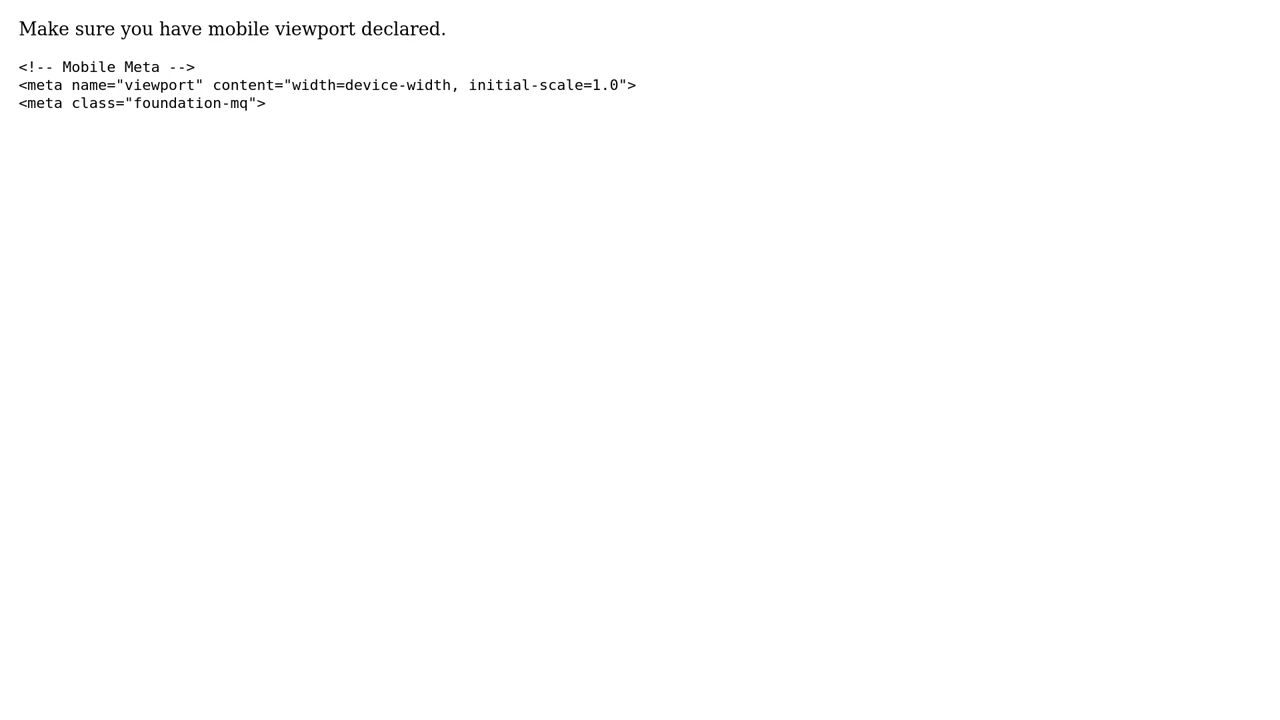 Make sure you have mobile viewport declared.
<!-- Mobile Meta -->
<meta name="viewport" content="width=device-width, initial-scale=1.0">
<meta class="foundation-mq">